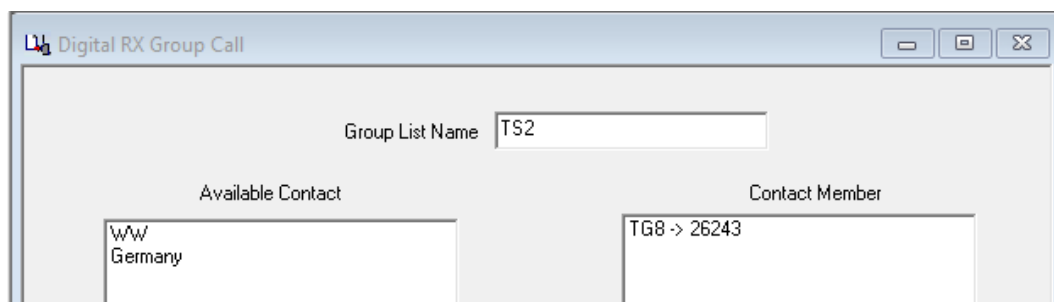 Digital RX Group Call
Group List Name TS2
Available Contact Contact Member
WW TG8 -> 26243
Germany